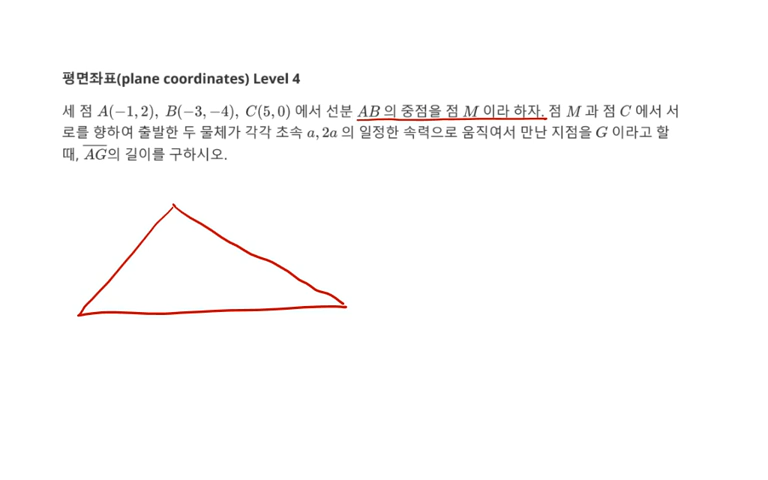 평면좌표(plane coordinates) Level 4
세 점 A(−1, 2), B(−3, −4), C(5, 0) 에서 선분 AB 의 중점을 점 M 이라 하자. 점 M 과 점 C 에서 서
로를 향하여 출발한 두 물체가 각각 초속 a, 2a 의 일정한 속력으로 움직여서 만난 지점을 G 이라고 할
때, \overline{AG}의 길이를 구하시오.